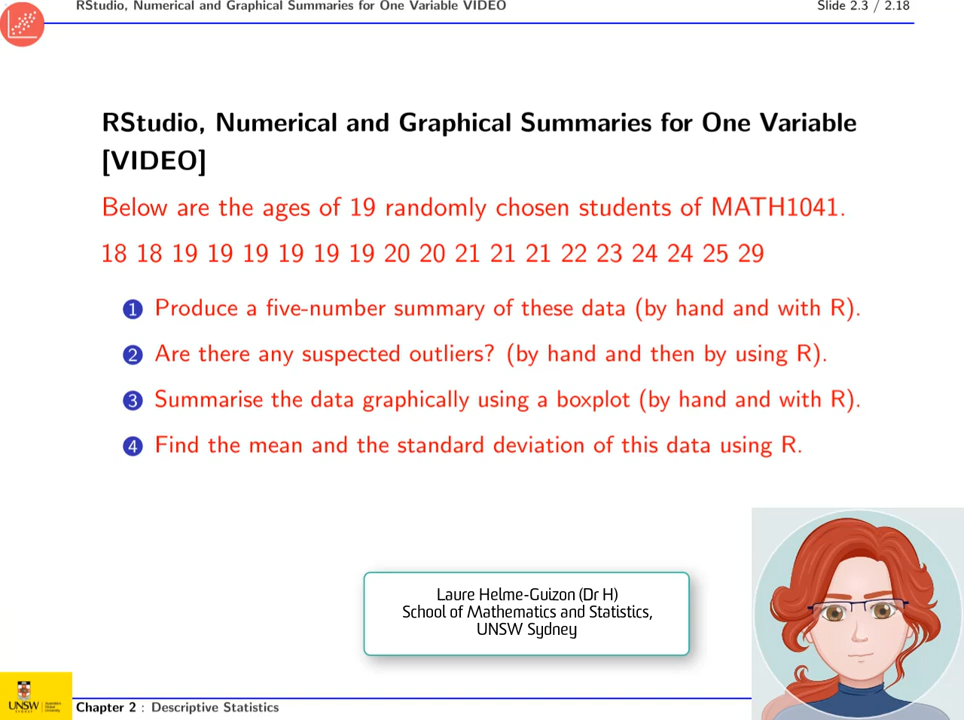 RStudio, Numerical and Graphical Summaries for One Variable VIDEO
Slide 2.3 / 2.18
RStudio, Numerical and Graphical Summaries for One Variable
[VIDEO]
Below are the ages of 19 randomly chosen students of MATH1041.
18 18 19 19 19 19 19 19 20 20 21 21 21 22 23 24 24 25 29
1 Produce a five-number summary of these data (by hand and with R).
2 Are there any suspected outliers? (by hand and then by using R).
3 Summarise the data graphically using a boxplot (by hand and with R).
4 Find the mean and the standard deviation of this data using R.
Laure Helme-Guizon (Dr H)
School of Mathematics and Statistics,
UNSW Sydney
UNSW
Chapter 2 : Descriptive Statistics